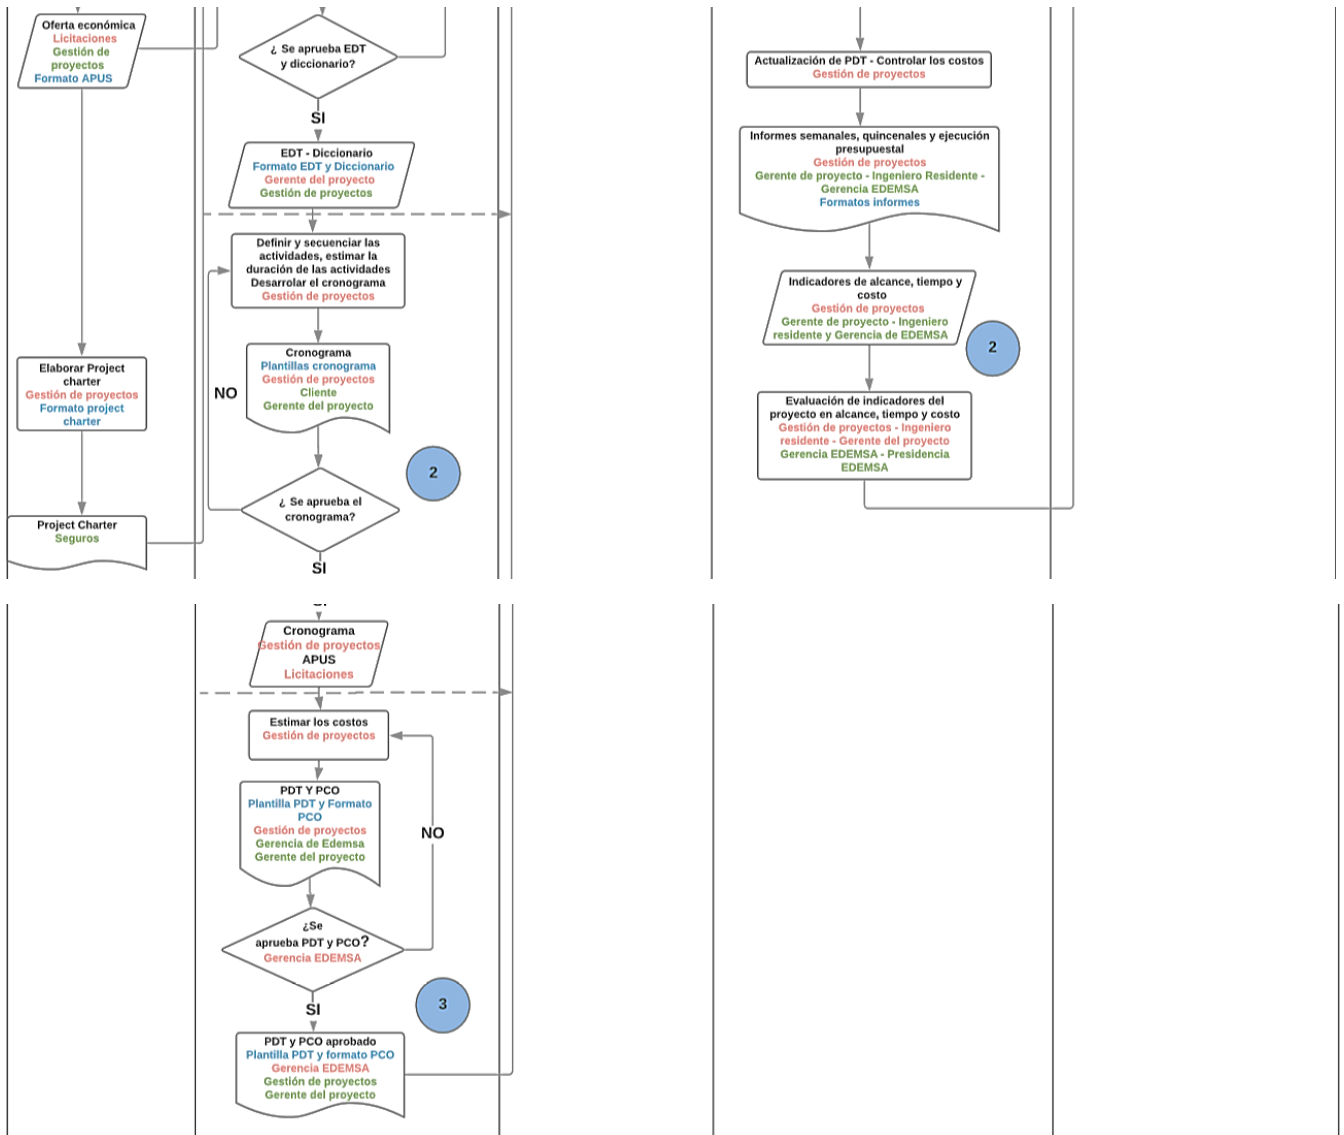 Oferta económica
Licitaciones
Gestión de
proyectos
Formato APUS
Elaborar Project
charter
Gestión de proyectos
Formato project
charter
Project Charter
Seguros
¿ Se aprueba EDT
y diccionario?
SI
EDT - Diccionario
Formato EDT y Diccionario
Gerente del proyecto
Gestión de proyectos
Definir y secuenciar las
actividades, estimar la
duración de las actividades
Desarrolar el cronograma
Gestión de proyectos
Cronograma
Plantillas cronograma
Gestión de proyectos
Cliente
Gerente del proyecto
NO
2
¿ Se aprueba el
cronograma?
SI
Actualización de PDT - Controlar los costos
Gestión de proyectos
Informes semanales, quincenales y ejecución
presupuestal
Gestión de proyectos
Gerente de proyecto - Ingeniero Residente -
Gerencia EDEMSA
Formatos informes
Indicadores de alcance, tiempo y
costo
Gestión de proyectos
Gerente de proyecto - Ingeniero
residente y Gerencia de EDEMSA
2
Evaluación de indicadores del
proyecto en alcance, tiempo y costo
Gestión de proyectos - Ingeniero
residente - Gerente del proyecto
Gerencia EDEMSA - Presidencia
EDEMSA
Cronograma
Gestión de proyectos
APUS
Licitaciones
Estimar los costos
Gestión de proyectos
PDT Y PCO
Plantilla PDT y Formato
PCO
Gestión de proyectos
Gerencia de Edemsa
Gerente del proyecto
NO
¿Se
aprueba PDT y PCO?
Gerencia EDEMSA
SI
3
PDT y PCO aprobado
Plantilla PDT y formato PCO
Gerencia EDEMSA
Gestión de proyectos
Gerente del proyecto